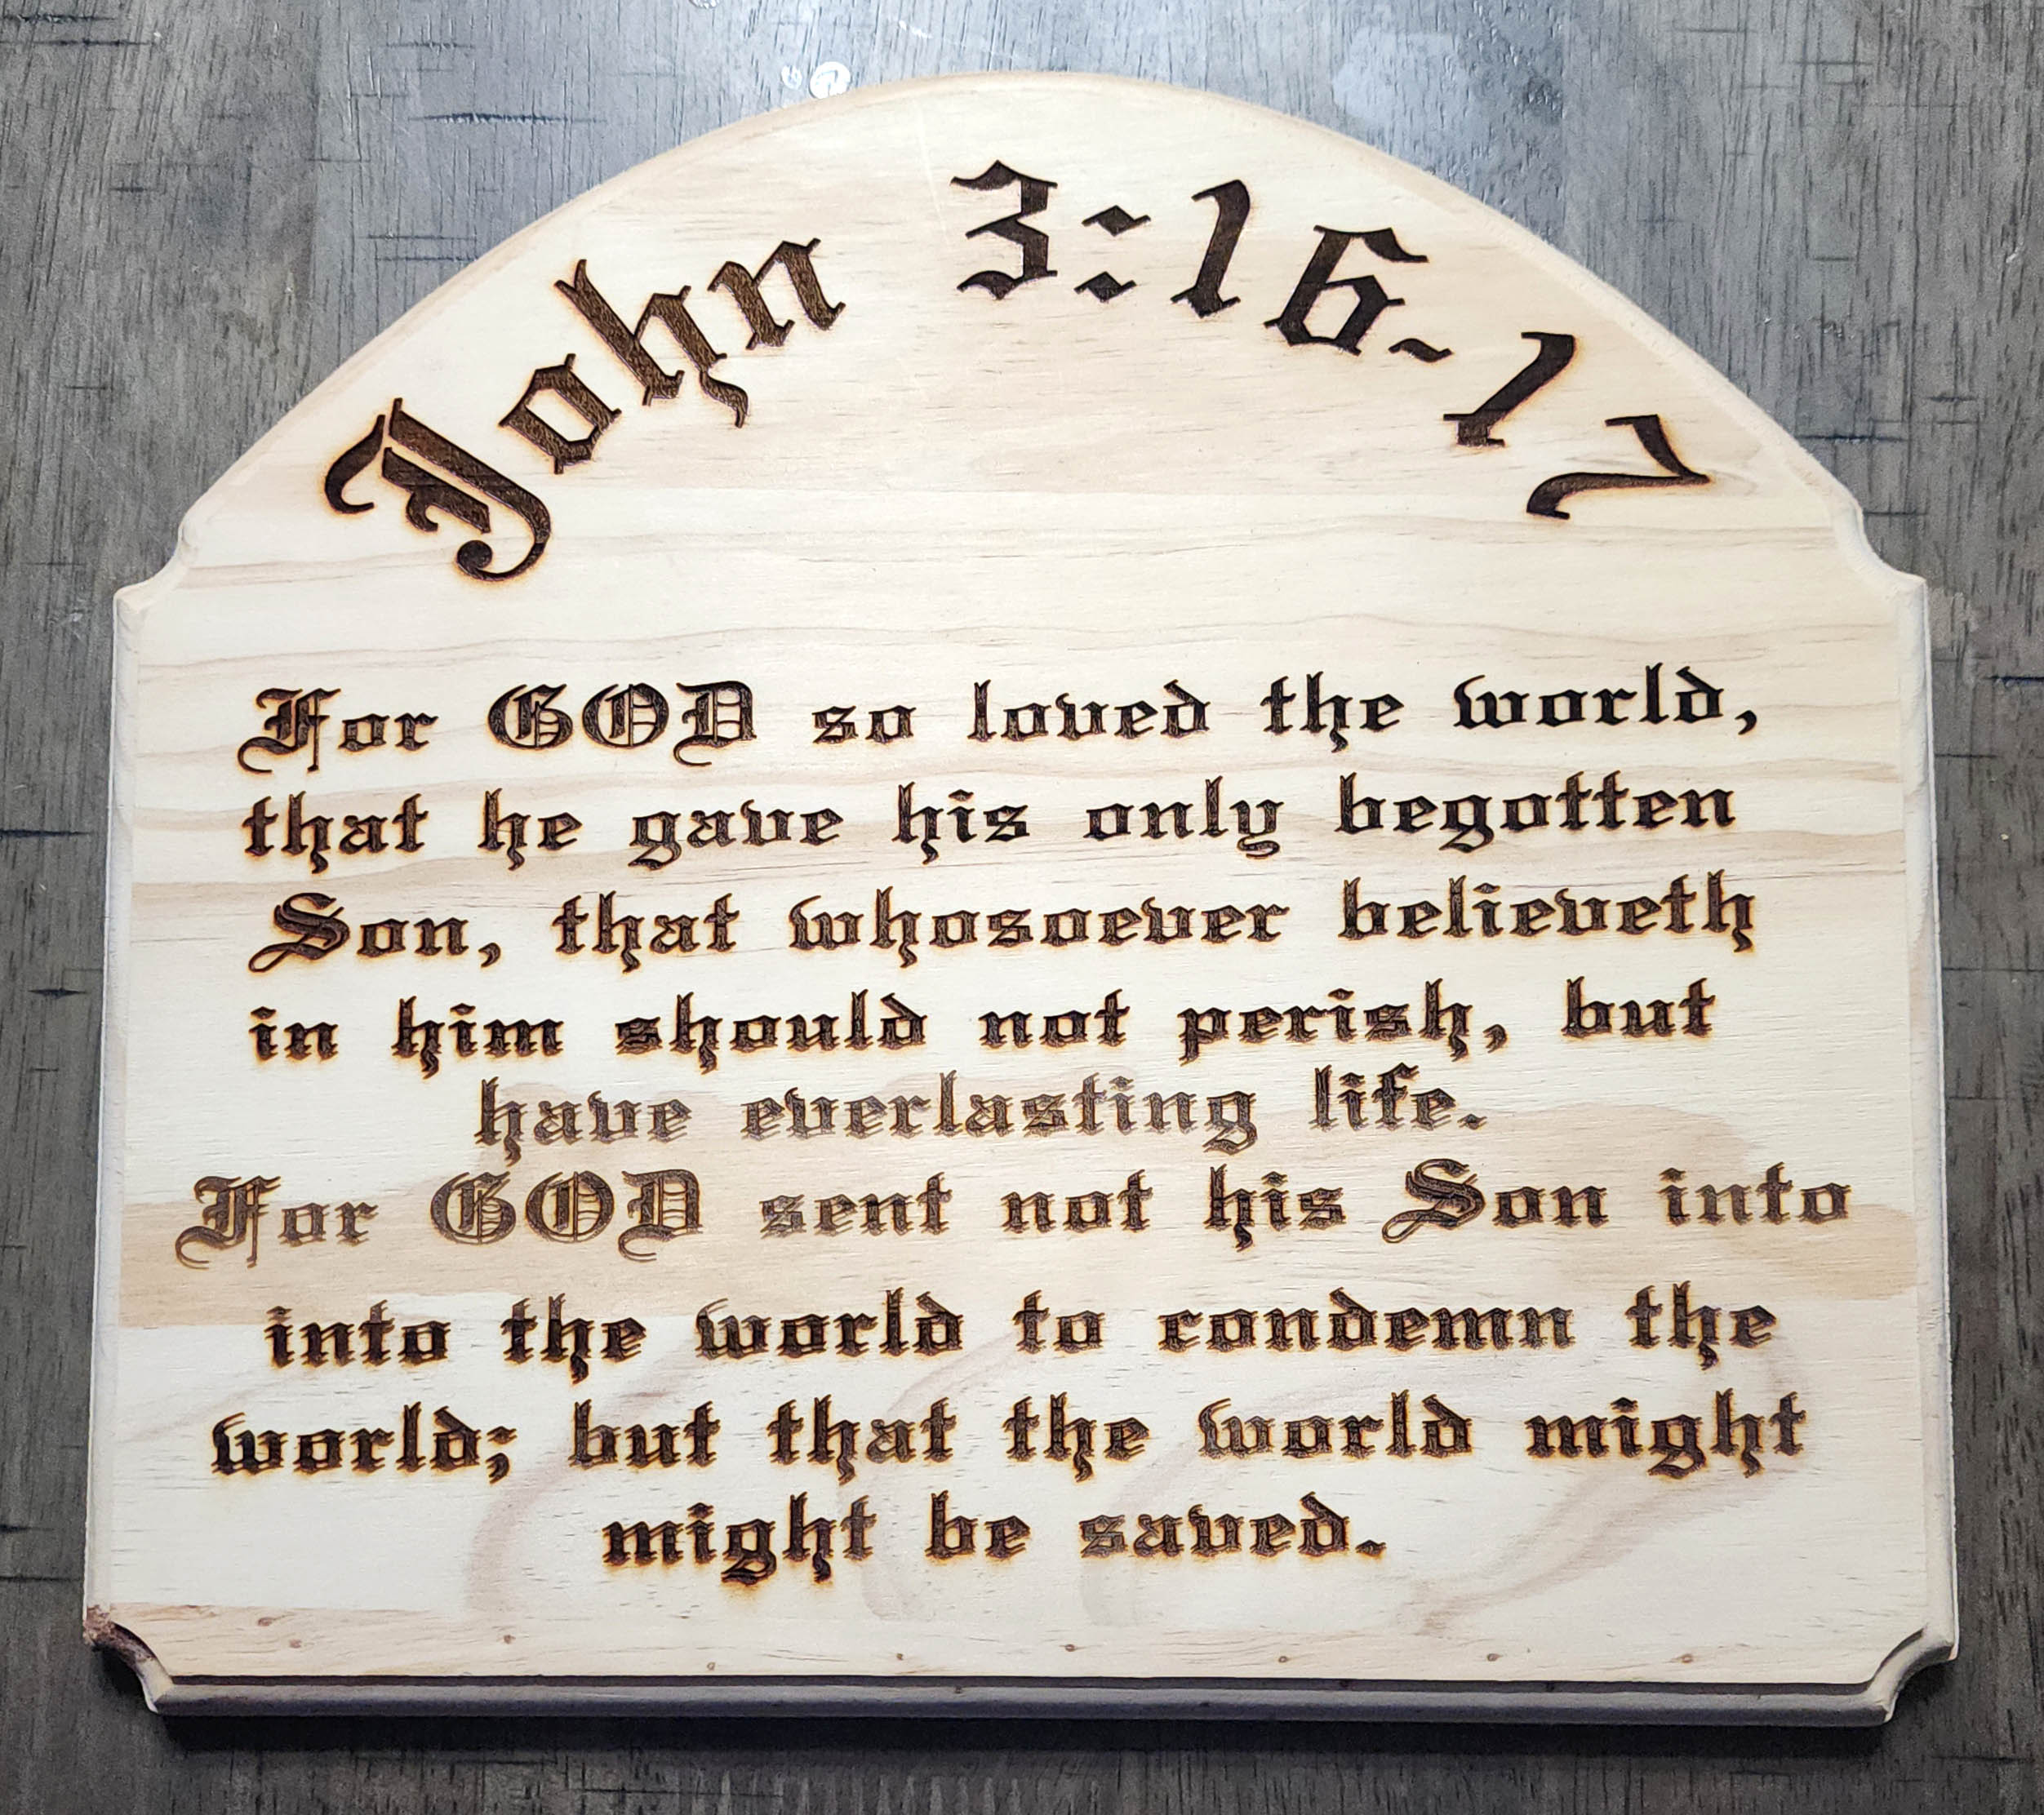 John 3:16-17
For GOD so loved the world,
that he gave his only begotten
Son, that whosoever believeth
in him should not perish, but
have everlasting life.
For GOD sent not his Son into
into the world to condemn the
world; but that the world might
might be saved.